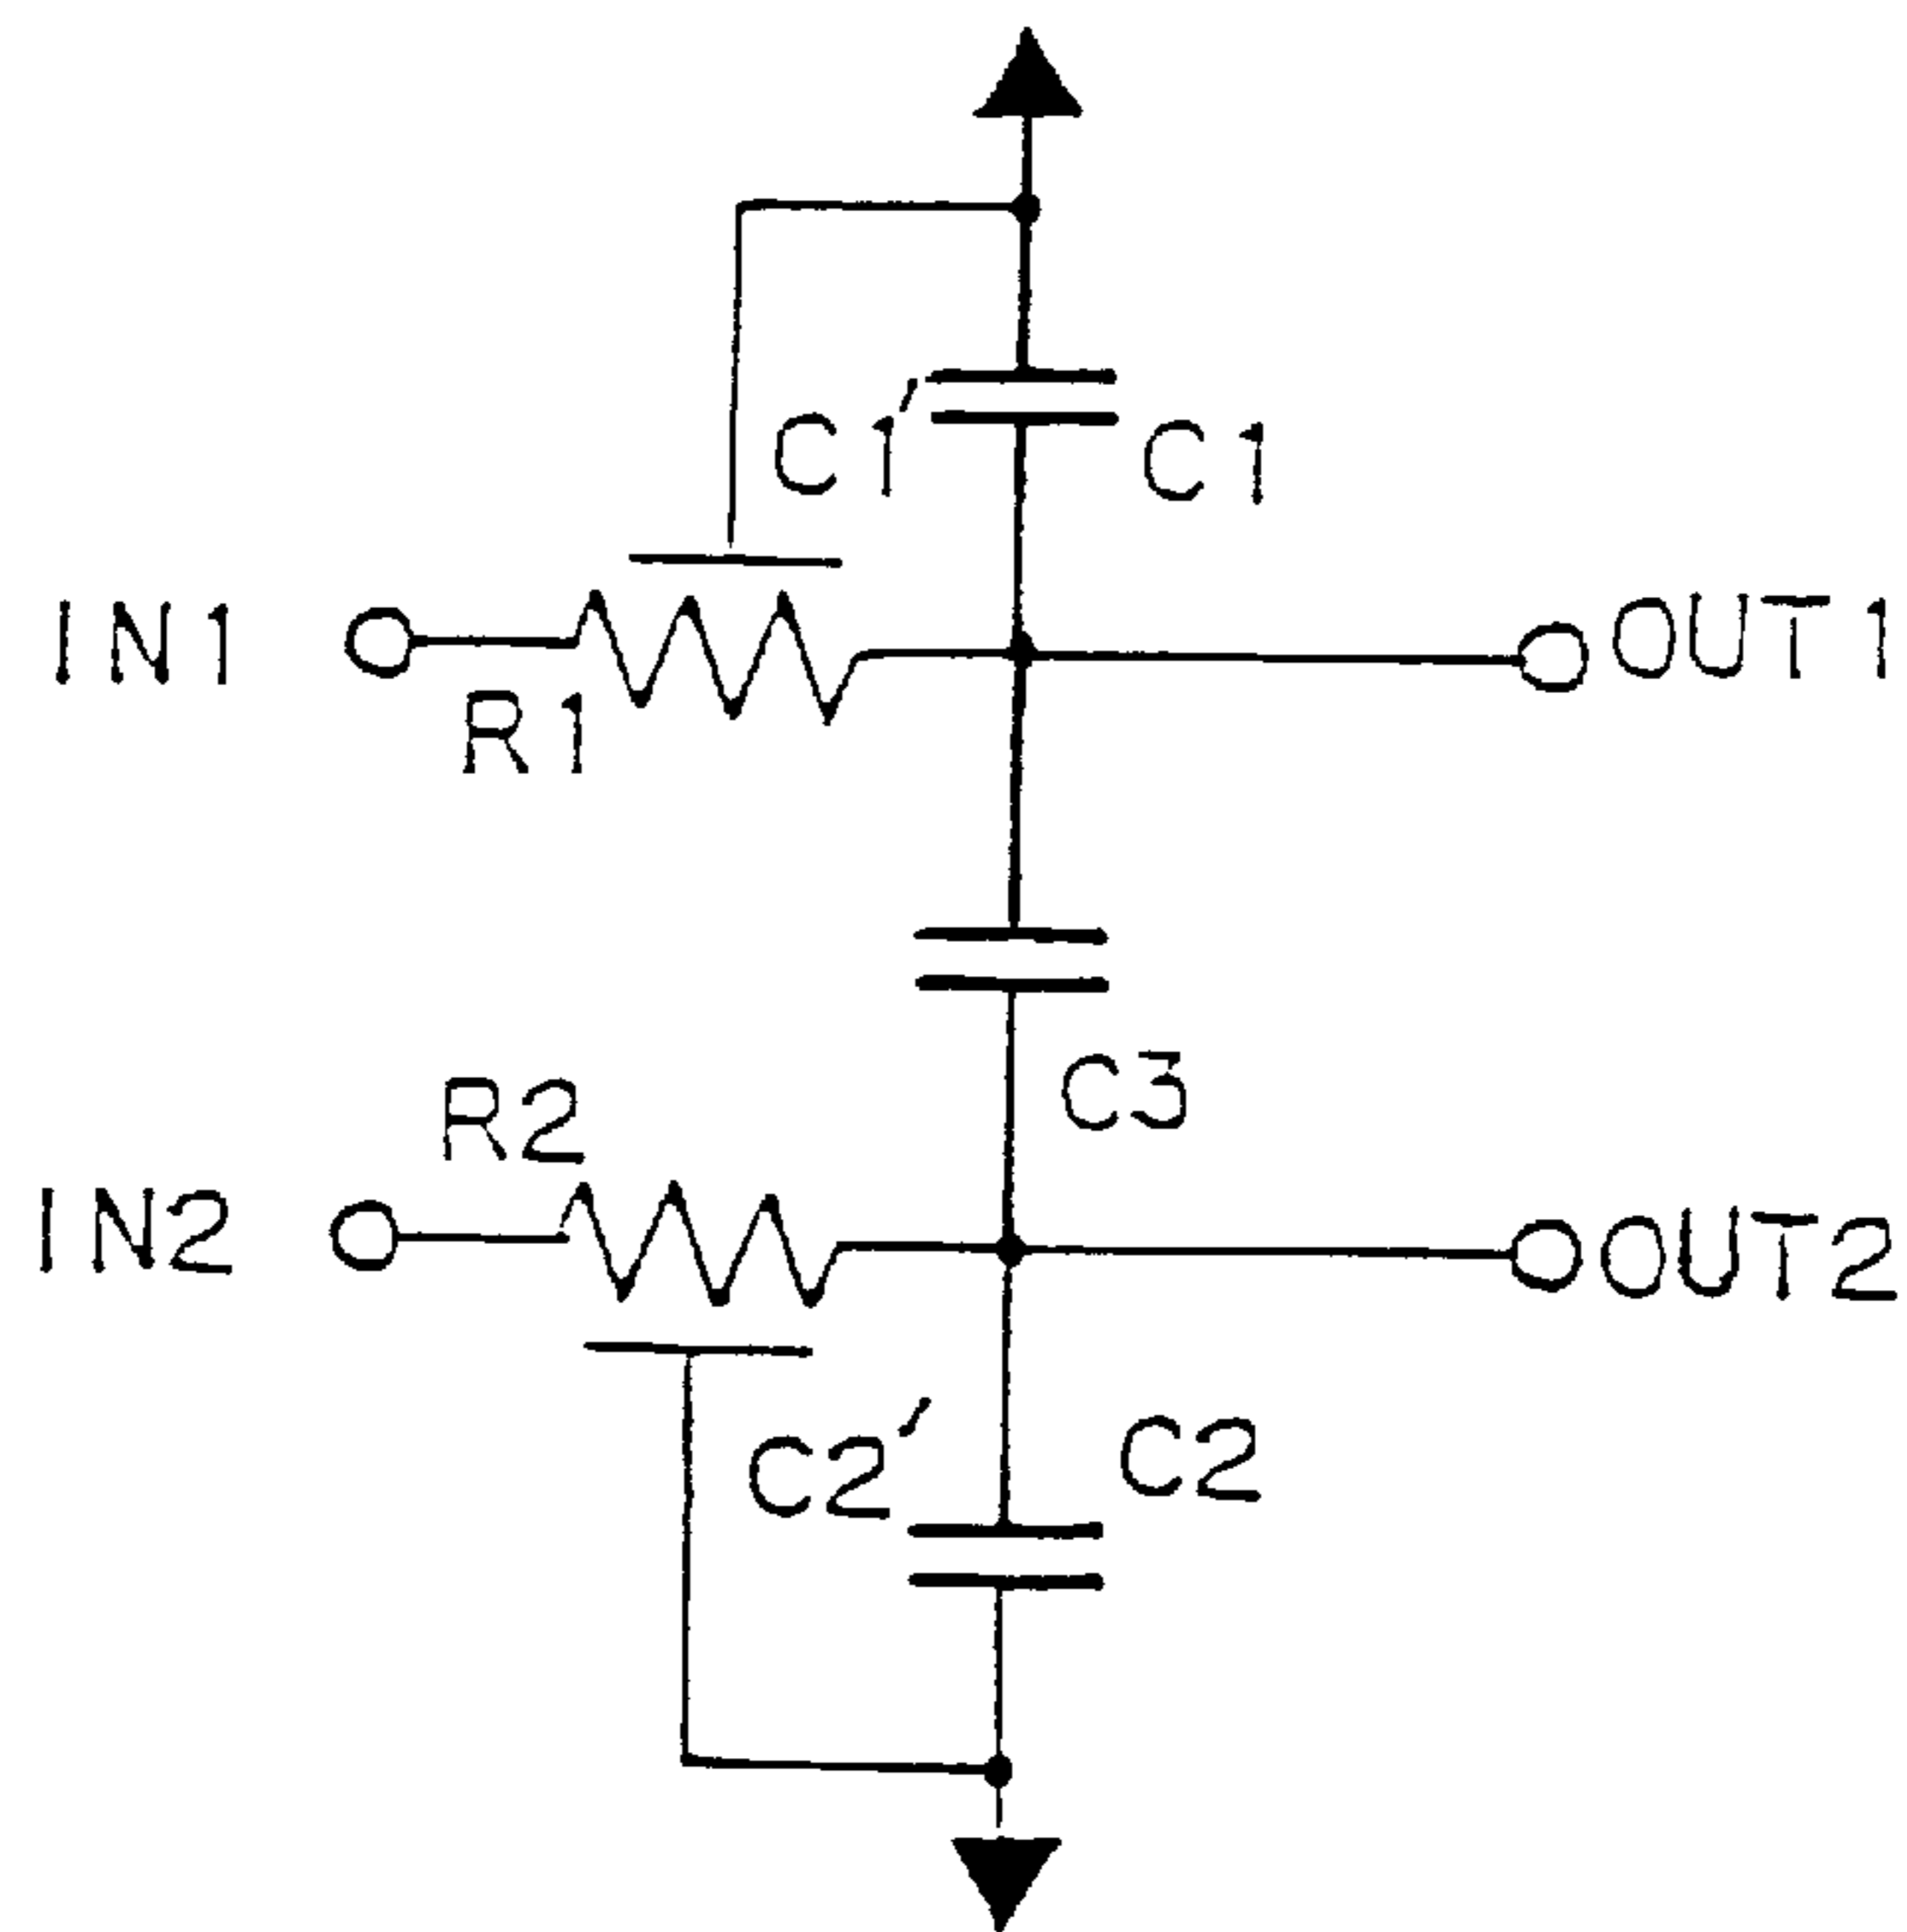 C1′
C1
IN1
OUT1
R1
C3
R2
IN2
OUT2
C2′
C2